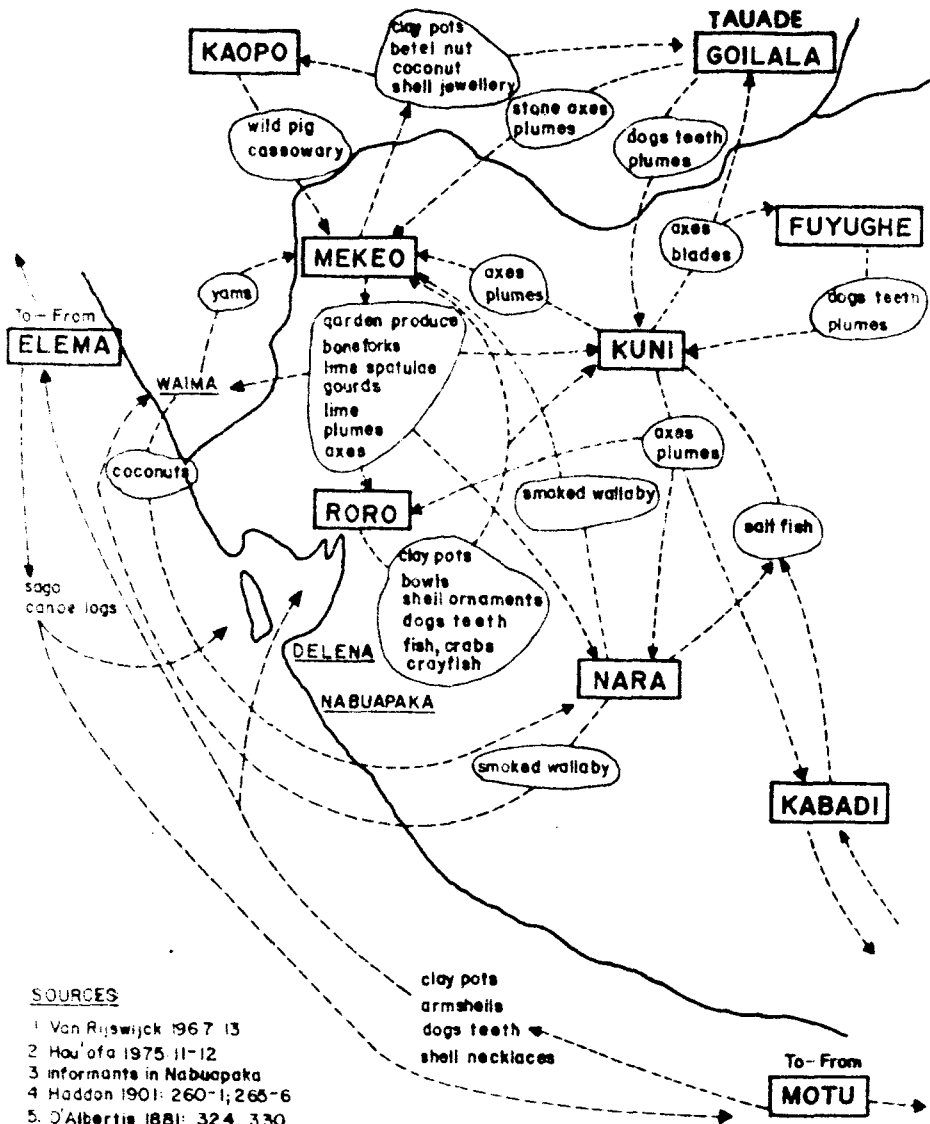 TAUADE
KAOPO
clay pots
betel nut
coconut
shell jewellery
GOILALA
stone axes
plumes
wild pig
cassowary
dogs teeth
plumes
axes
blades
FUYUGHE
MEKEO
axes
plumes
yams
dogs teeth
plumes
To-From
ELEMA
garden produce
boneforks
lime spatulae
gourds
lime
plumes
axes
KUNI
WAIMA
axes
plumes
coconuts
smoked wallaby
RORO
salt fish
clay pots
bowls
shell ornaments
dogs teeth
fish, crabs
crayfish
sago
canoe logs
DELENA
NARA
NABUAPAKA
smoked wallaby
KABADI
clay pots
armshells
dogs teeth
shell necklaces
SOURCES
1 Van Rijswijck 1967 13
2 Hau'ofa 1975 11-12
3 informants in Nabuapaka
4 Haddon 1901: 260-1; 265-6
5. D'Albertis 1881: 324, 330
To-From
MOTU